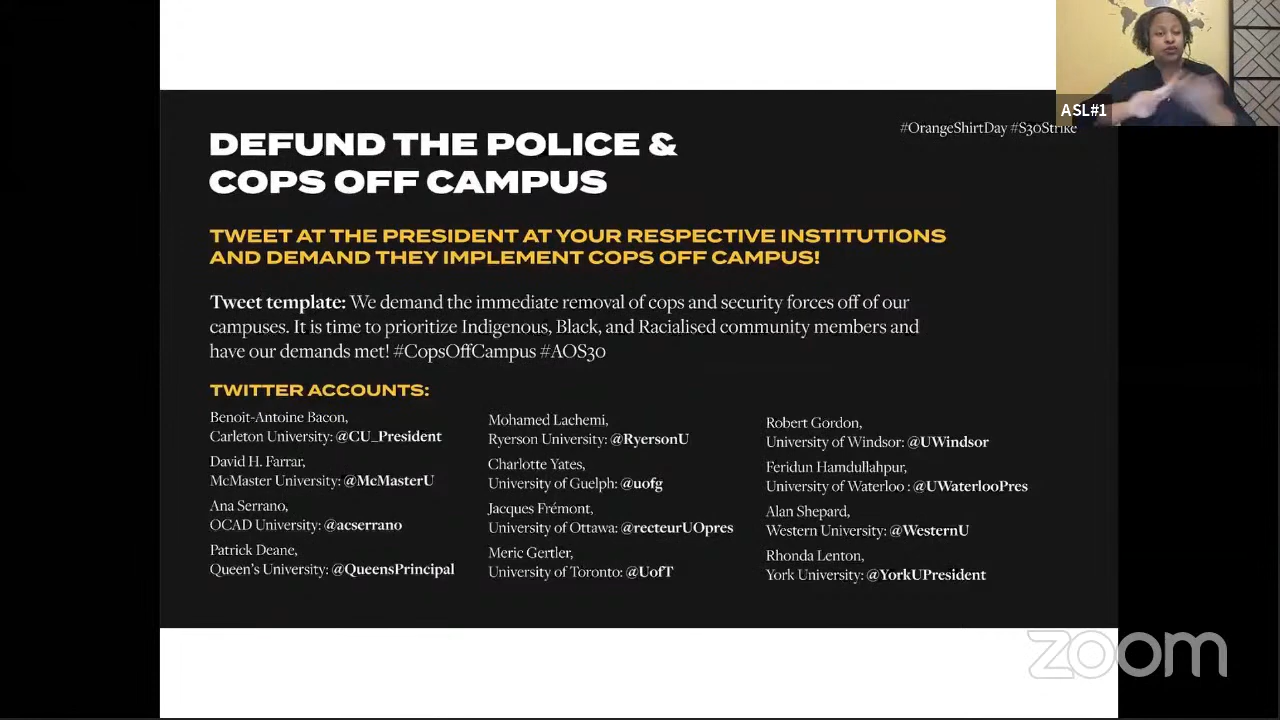 ASL#1
#OrangeShirtDay #S30Strike
DEFUND THE POLICE &
COPS OFF CAMPUS
TWEET AT THE PRESIDENT AT YOUR RESPECTIVE INSTITUTIONS
AND DEMAND THEY IMPLEMENT COPS OFF CAMPUS!
Tweet template: We demand the immediate removal of cops and security forces off of our
campuses. It is time to prioritize Indigenous, Black, and Racialised community members and
have our demands met! #CopsOffCampus #AOS30
TWITTER ACCOUNTS:
Benoit-Antoine Bacon,
Carleton University: @CU_President
David H. Farrar,
McMaster University: @McMasterU
Ana Serrano,
OCAD University: @acserrano
Patrick Deane,
Queen's University: @QueensPrincipal
Mohamed Lachemi,
Ryerson University: @RyersonU
Charlotte Yates,
University of Guelph: @uofg
Jacques Frémont,
University of Ottawa: @recteurUOpres
Meric Gertler,
University of Toronto: @UofT
Robert Gordon,
University of Windsor: @UWindsor
Feridun Hamdullahpur,
University of Waterloo : @UWaterlooPres
Alan Shepard,
Western University: @WesternU
Rhonda Lenton,
York University: @YorkUPresident
zoom